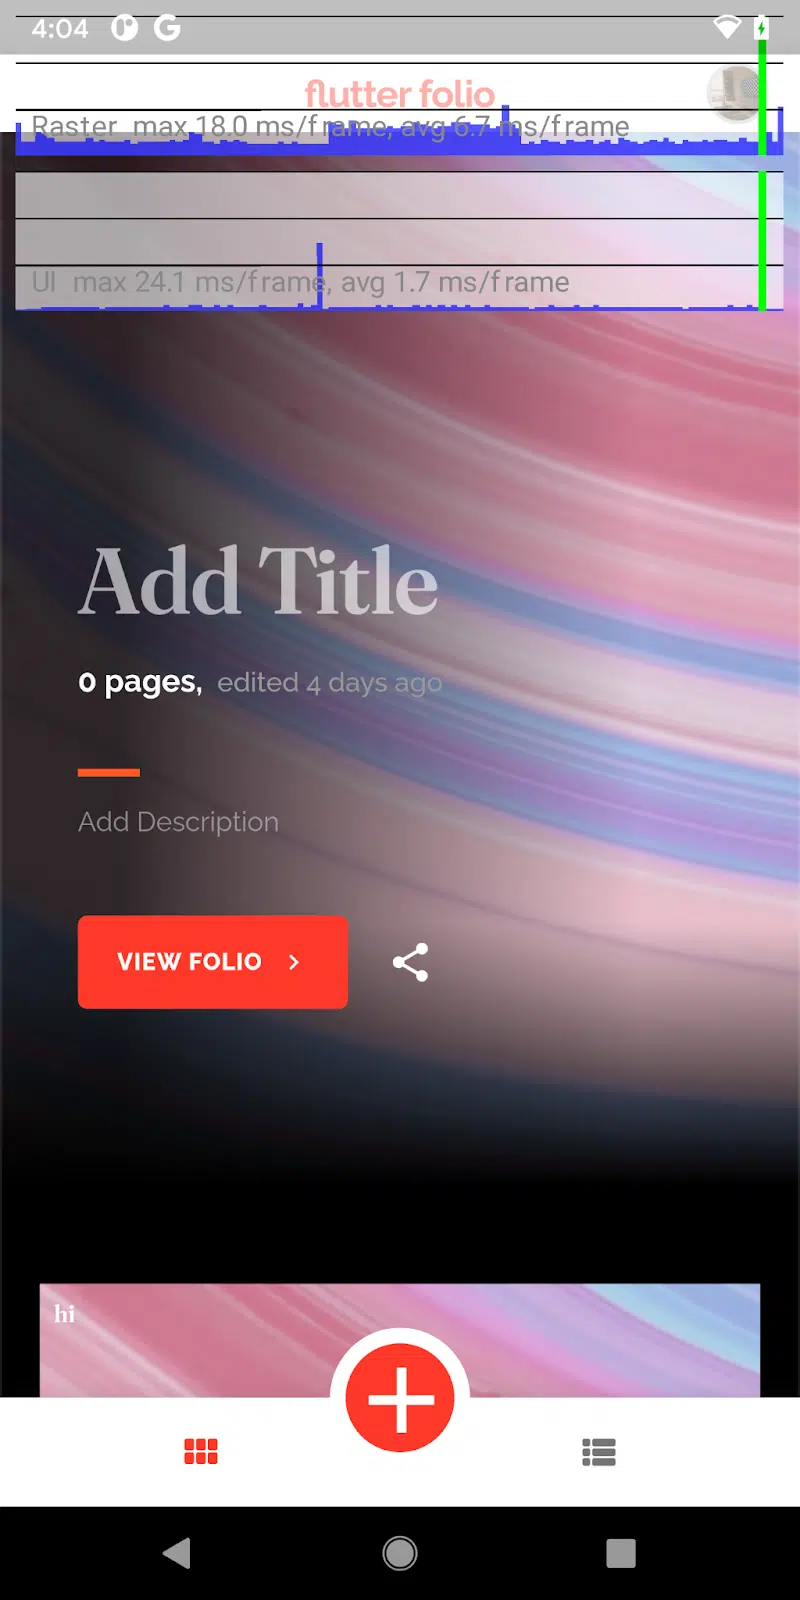 4:04
flutter folio
Raster max 18.0 ms/frame, avg 6.7 ms/frame
UI max 24.1 ms/frame, avg 1.7 ms/frame
Add Title
0 pages, edited 4 days ago
Add Description
VIEW FOLIO
hi